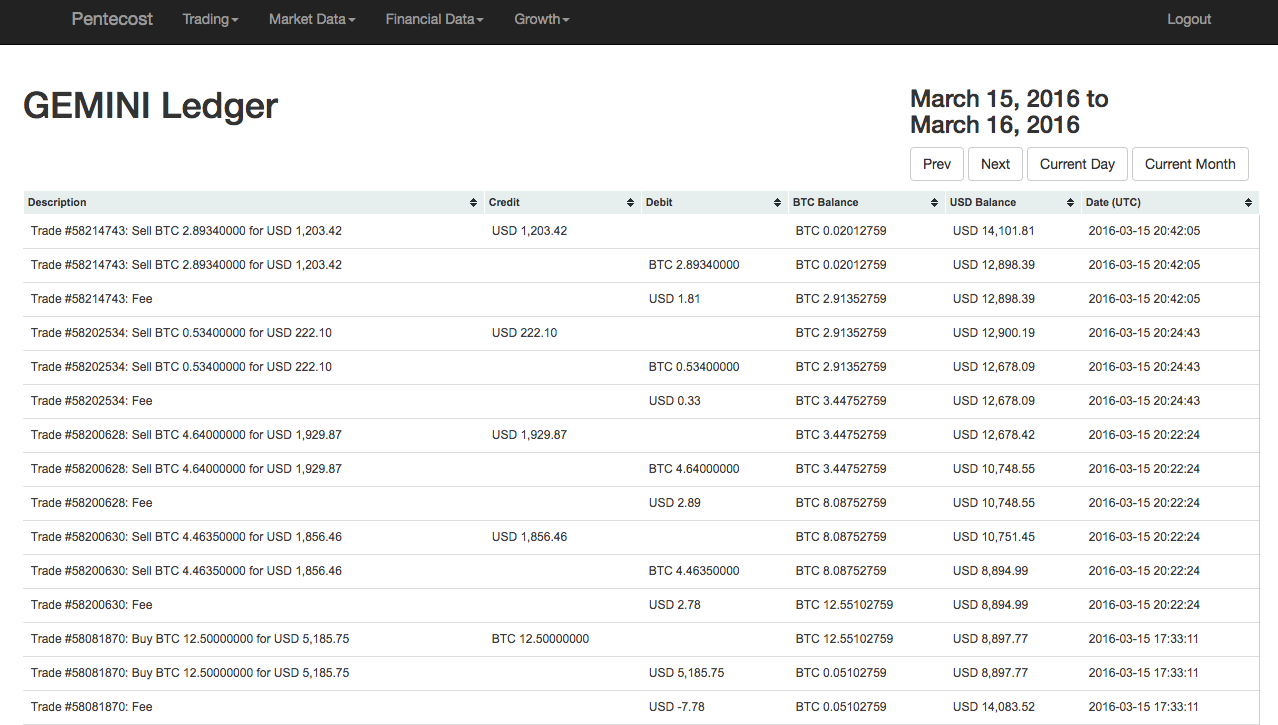 Pentecost Trading Market Data Financial Data Growth Logout
GEMINI Ledger
March 15, 2016 to
March 16, 2016
Prev Next Current Day Current Month
Description Credit Debit BTC Balance USD Balance Date (UTC)
Trade #58214743: Sell BTC 2.89340000 for USD 1,203.42 USD 1,203.42 BTC 0.02012759 USD 14,101.81 2016-03-15 20:42:05
Trade #58214743: Sell BTC 2.89340000 for USD 1,203.42 BTC 2.89340000 BTC 0.02012759 USD 12,898.39 2016-03-15 20:42:05
Trade #58214743: Fee USD 1.81 BTC 2.91352759 USD 12,898.39 2016-03-15 20:42:05
Trade #58202534: Sell BTC 0.53400000 for USD 222.10 USD 222.10 BTC 2.91352759 USD 12,900.19 2016-03-15 20:24:43
Trade #58202534: Sell BTC 0.53400000 for USD 222.10 BTC 0.53400000 BTC 2.91352759 USD 12,678.09 2016-03-15 20:24:43
Trade #58202534: Fee USD 0.33 BTC 3.44752759 USD 12,678.09 2016-03-15 20:24:43
Trade #58200628: Sell BTC 4.64000000 for USD 1,929.87 USD 1,929.87 BTC 3.44752759 USD 12,678.42 2016-03-15 20:22:24
Trade #58200628: Sell BTC 4.64000000 for USD 1,929.87 BTC 4.64000000 BTC 3.44752759 USD 10,748.55 2016-03-15 20:22:24
Trade #58200628: Fee USD 2.89 BTC 8.08752759 USD 10,748.55 2016-03-15 20:22:24
Trade #58200630: Sell BTC 4.46350000 for USD 1,856.46 USD 1,856.46 BTC 8.08752759 USD 10,751.45 2016-03-15 20:22:24
Trade #58200630: Sell BTC 4.46350000 for USD 1,856.46 BTC 4.46350000 BTC 8.08752759 USD 8,894.99 2016-03-15 20:22:24
Trade #58200630: Fee USD 2.78 BTC 12.55102759 USD 8,894.99 2016-03-15 20:22:24
Trade #58081870: Buy BTC 12.50000000 for USD 5,185.75 BTC 12.50000000 BTC 12.55102759 USD 8,897.77 2016-03-15 17:33:11
Trade #58081870: Buy BTC 12.50000000 for USD 5,185.75 USD 5,185.75 BTC 0.05102759 USD 8,897.77 2016-03-15 17:33:11
Trade #58081870: Fee USD -7.78 BTC 0.05102759 USD 14,083.52 2016-03-15 17:33:11